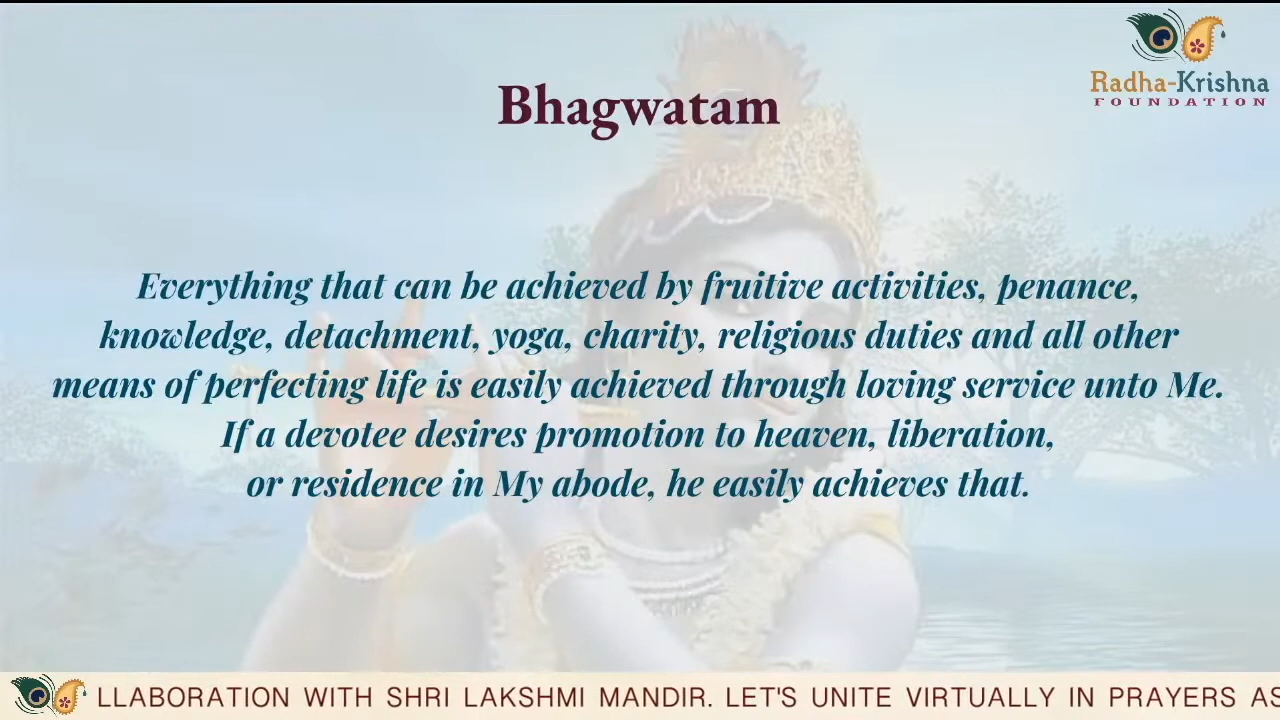 Radha-Krishna
FOUNDATION
Bhagwatam
Everything that can be achieved by fruitive activities, penance,
knowledge, detachment, yoga, charity, religious duties and all other
means of perfecting life is easily achieved through loving service unto Me.
If a devotee desires promotion to heaven, liberation,
or residence in My abode, he easily achieves that.
LLABORATION WITH SHRI LAKSHMI MANDIR. LET'S UNITE VIRTUALLY IN PRAYERS AS